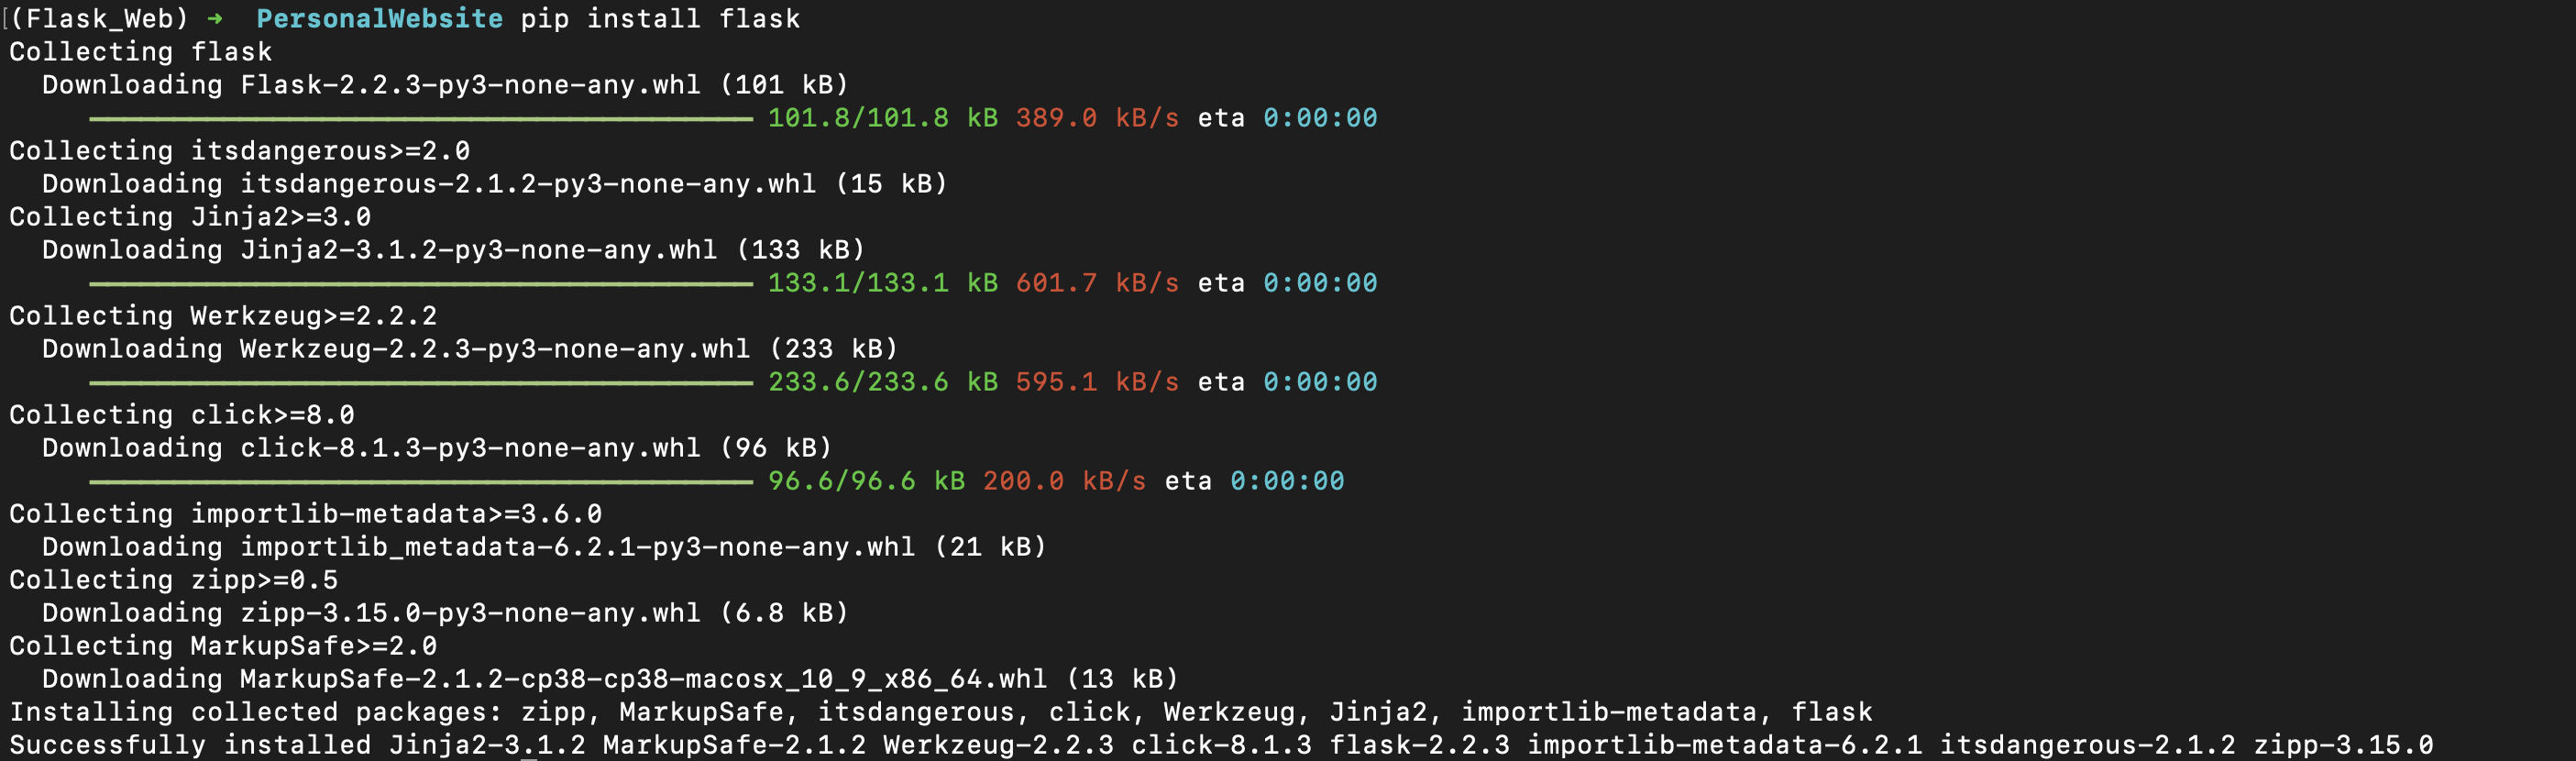 [(Flask_Web) ➜  PersonalWebsite pip install flask
Collecting flask
  Downloading Flask-2.2.3-py3-none-any.whl (101 kB)
101.8/101.8 kB 389.0 kB/s eta 0:00:00
Collecting itsdangerous>=2.0
  Downloading itsdangerous-2.1.2-py3-none-any.whl (15 kB)
Collecting Jinja2>=3.0
  Downloading Jinja2-3.1.2-py3-none-any.whl (133 kB)
133.1/133.1 kB 601.7 kB/s eta 0:00:00
Collecting Werkzeug>=2.2.2
  Downloading Werkzeug-2.2.3-py3-none-any.whl (233 kB)
233.6/233.6 kB 595.1 kB/s eta 0:00:00
Collecting click>=8.0
  Downloading click-8.1.3-py3-none-any.whl (96 kB)
96.6/96.6 kB 200.0 kB/s eta 0:00:00
Collecting importlib-metadata>=3.6.0
  Downloading importlib_metadata-6.2.1-py3-none-any.whl (21 kB)
Collecting zipp>=0.5
  Downloading zipp-3.15.0-py3-none-any.whl (6.8 kB)
Collecting MarkupSafe>=2.0
  Downloading MarkupSafe-2.1.2-cp38-cp38-macosx_10_9_x86_64.whl (13 kB)
Installing collected packages: zipp, MarkupSafe, itsdangerous, click, Werkzeug, Jinja2, importlib-metadata, flask
Successfully installed Jinja2-3.1.2 MarkupSafe-2.1.2 Werkzeug-2.2.3 click-8.1.3 flask-2.2.3 importlib-metadata-6.2.1 itsdangerous-2.1.2 zipp-3.15.0